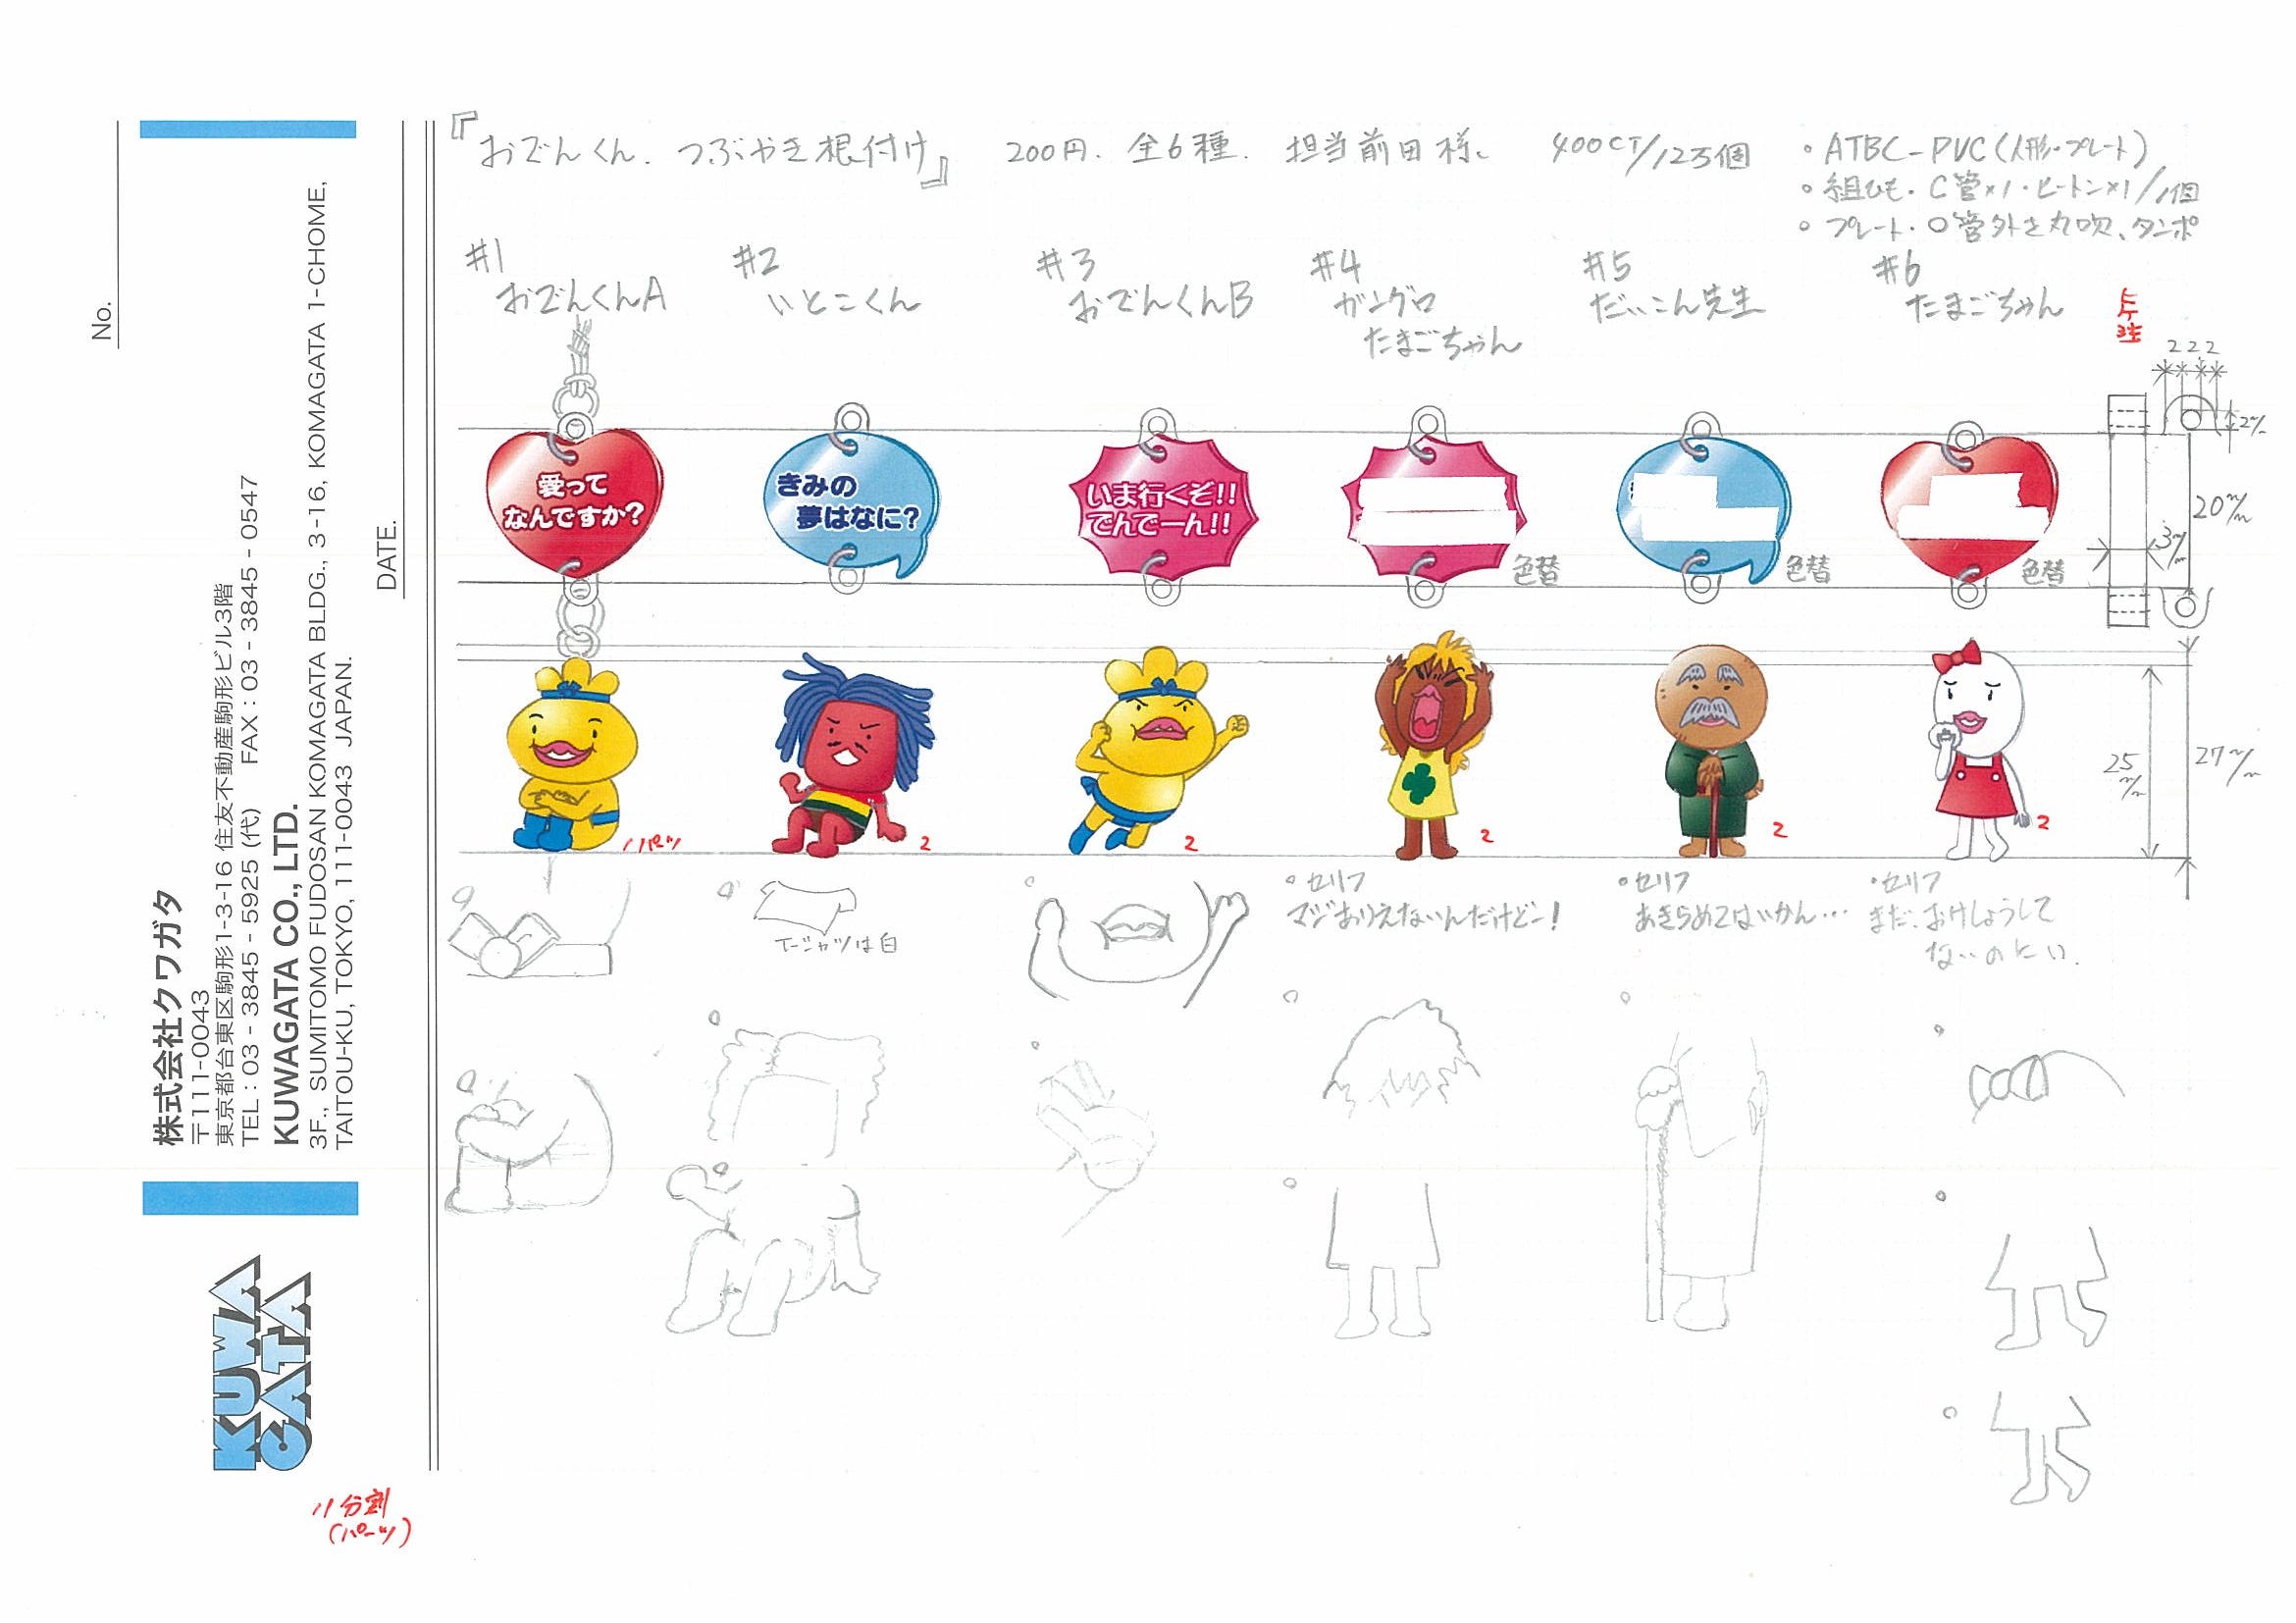 『おでんくん. つぶやき根付け』 200円. 全6種. 担当前田様、 400CT/12万個
・ATBC-PVC(人形・プレート)
・組ひも・C管×1・ヒートン×1/1個
・プレート・〇管外さ丸吹、タンポ
#1
おでんくんA
#2
いとこくん
#3
おでんくんB
#4
ガングロ
たまごちゃん
#5
だいこん先生
#6
たまごちゃん
2 2 2
2m/m
愛って
なんですか?
きみの
夢はなに?
いま行くぞ!!
でんでーん!!
色替
色替
色替
20m/m
3m/m
1パーツ
2
2
2
2
2
25m/m
27m/m
Tーシャツは白
・セリフ
マジありえないんだけどー!
・セリフ
あきらめてはいかん…
・セリフ
まだ、おけしょうして
ないのにい.
No.
DATE.
株式会社クワガタ
〒111-0043
東京都台東区駒形1-3-16 住友不動産駒形ビル3階
TEL : 03 - 3845 - 5925 (代) FAX : 03 - 3845 - 0547
KUWAGATA CO., LTD.
3F., SUMITOMO FUDOSAN KOMAGATA BLDG., 3-16, KOMAGATA 1-CHOME,
TAITOU-KU, TOKYO, 111-0043 JAPAN.
KUWA
GATA
11分割
(パーツ)